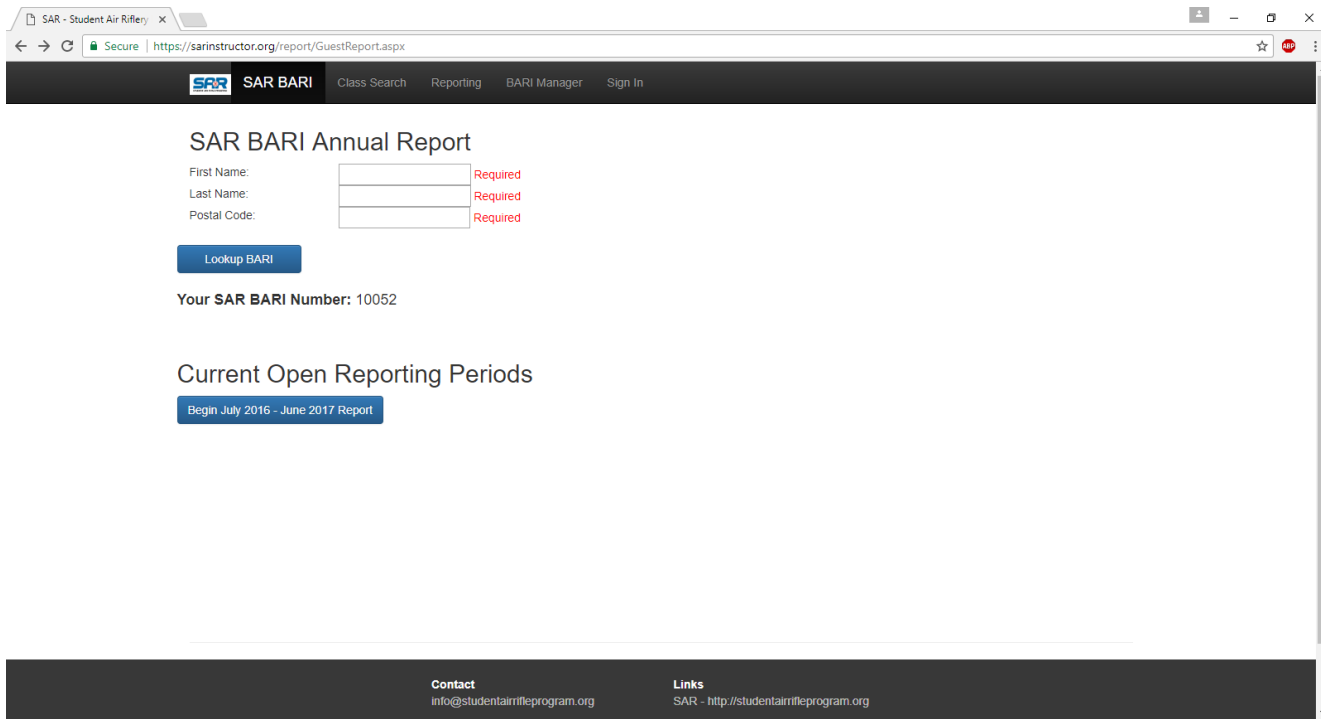 SAR - Student Air Riflery
Secure | https://sarinstructor.org/report/GuestReport.aspx
ABP
SAR SAR BARI Class Search Reporting BARI Manager Sign In
SAR BARI Annual Report
First Name: Required
Last Name: Required
Postal Code: Required
Lookup BARI
Your SAR BARI Number: 10052
Current Open Reporting Periods
Begin July 2016 - June 2017 Report
Contact Links
info@studentairrifleprogram.org SAR - http://studentairrifleprogram.org